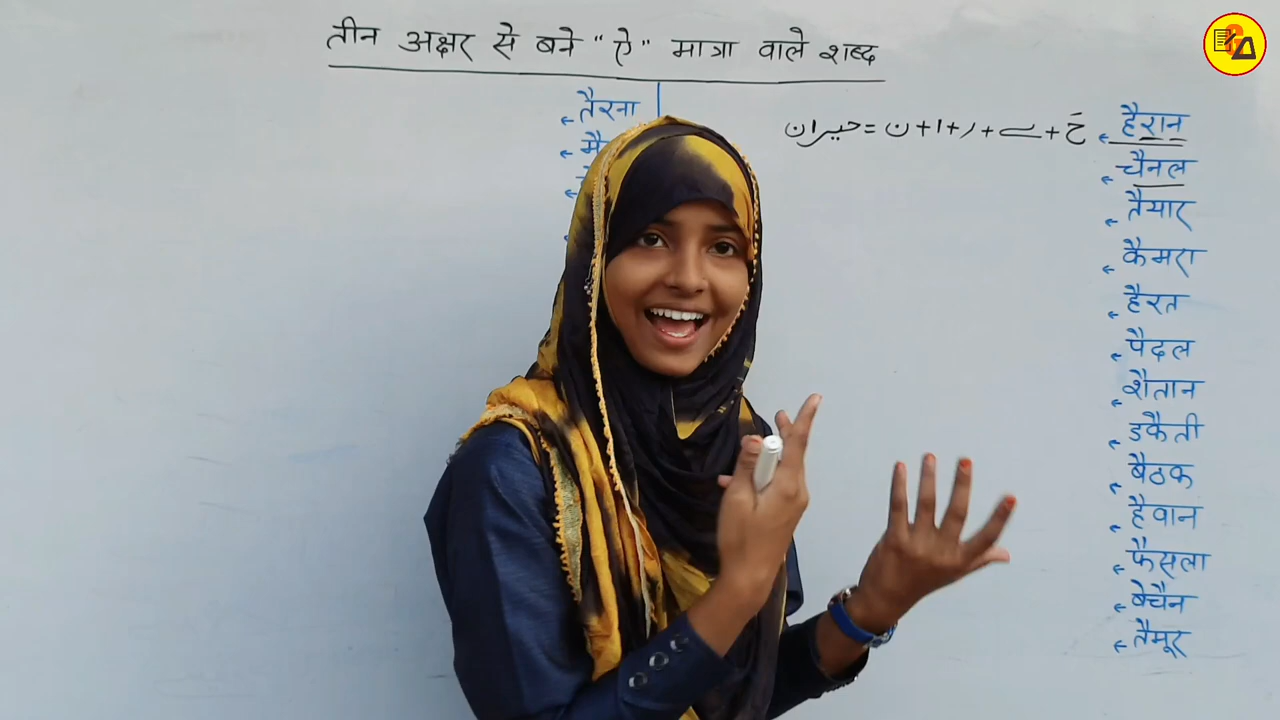 तीन अक्षर से बने "ऐ" मात्रा वाले शब्द
तैरना
हैरान
حَ + ے + ر + ا + ن = حیران
चैनल
तैयार
कैमरा
हैरत
पैदल
शैतान
डकैती
बैठक
हैवान
फैसला
बेचैन
तैमूर